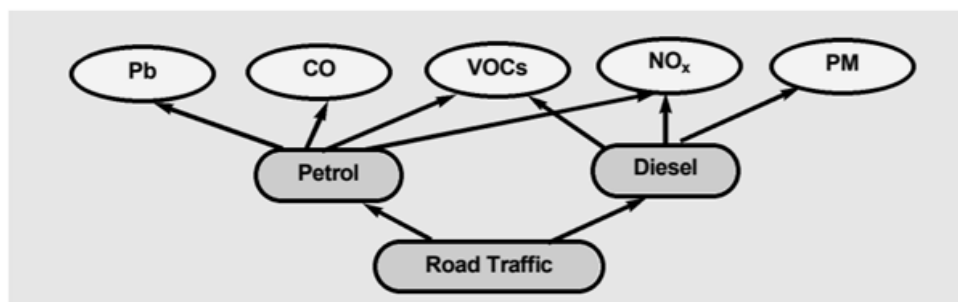 Pb
CO
VOCs
NOₓ
PM
Petrol
Diesel
Road Traffic